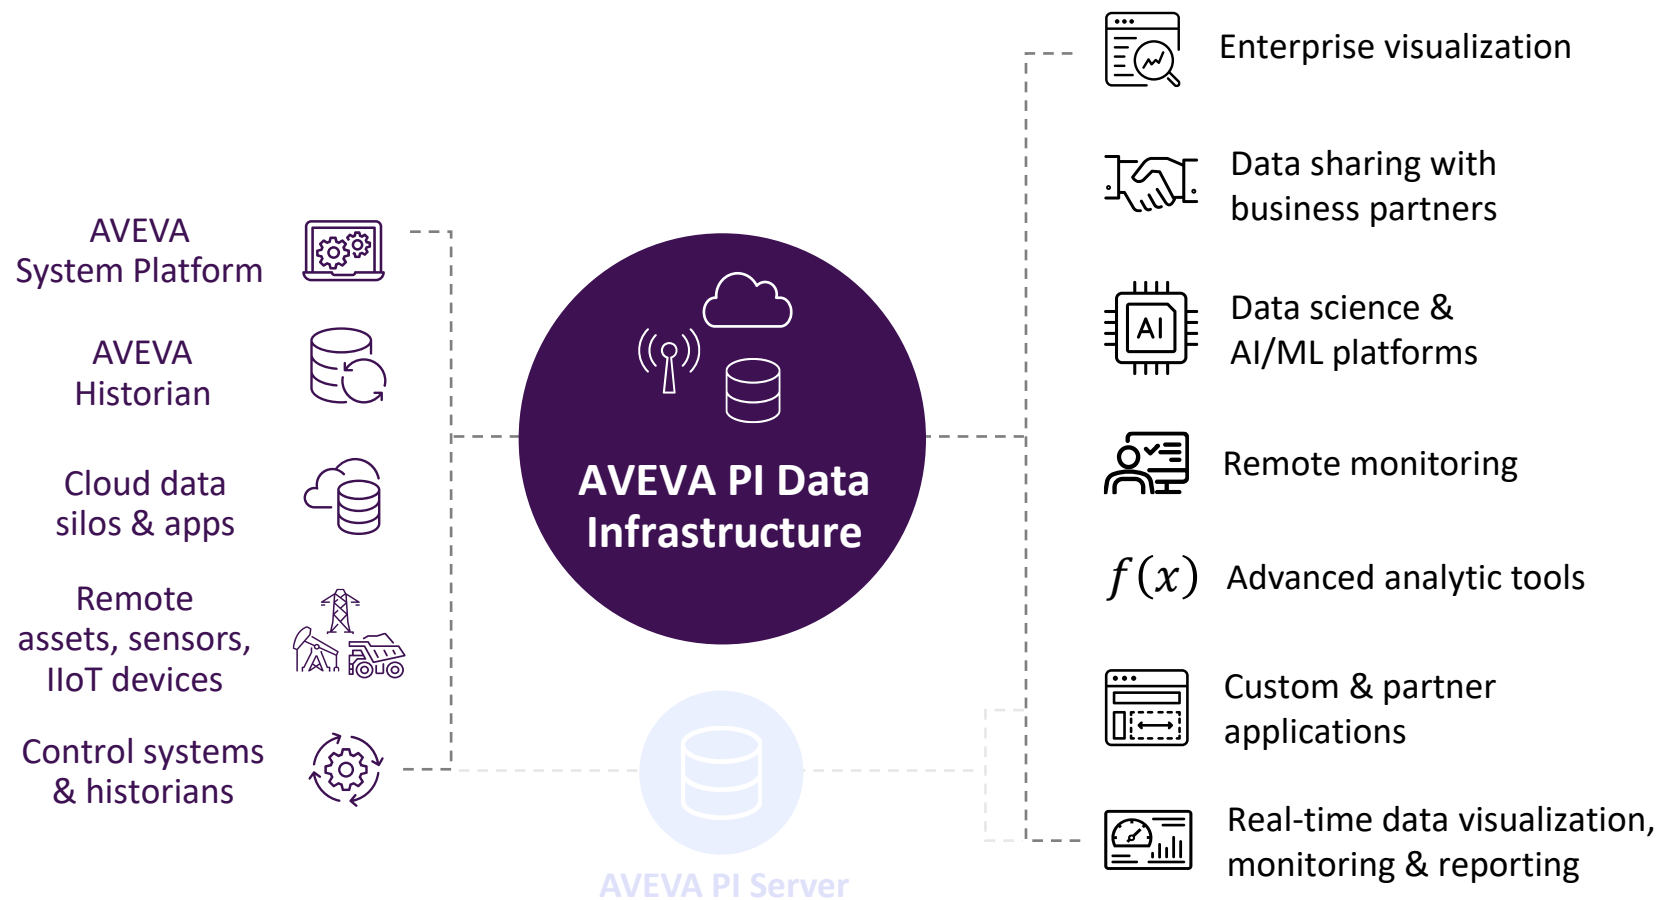 AVEVA
System Platform
AVEVA
Historian
Cloud data
silos & apps
Remote
assets, sensors,
IIoT devices
Control systems
& historians
AVEVA PI Data
Infrastructure
AVEVA PI Server
Enterprise visualization
Data sharing with
business partners
AI
Data science &
AI/ML platforms
Remote monitoring
f(x)
Advanced analytic tools
Custom & partner
applications
Real-time data visualization,
monitoring & reporting